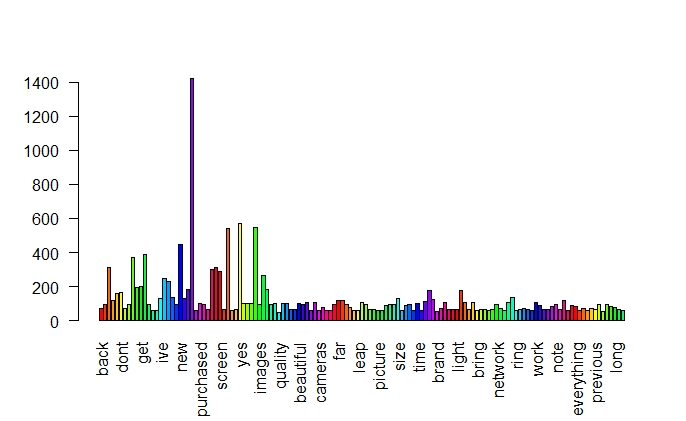 1400
1200
1000
800
600
400
200
0
back
dont
get
ive
new
purchased
screen
yes
images
quality
beautiful
cameras
far
leap
picture
size
time
brand
light
bring
network
ring
work
note
everything
previous
long